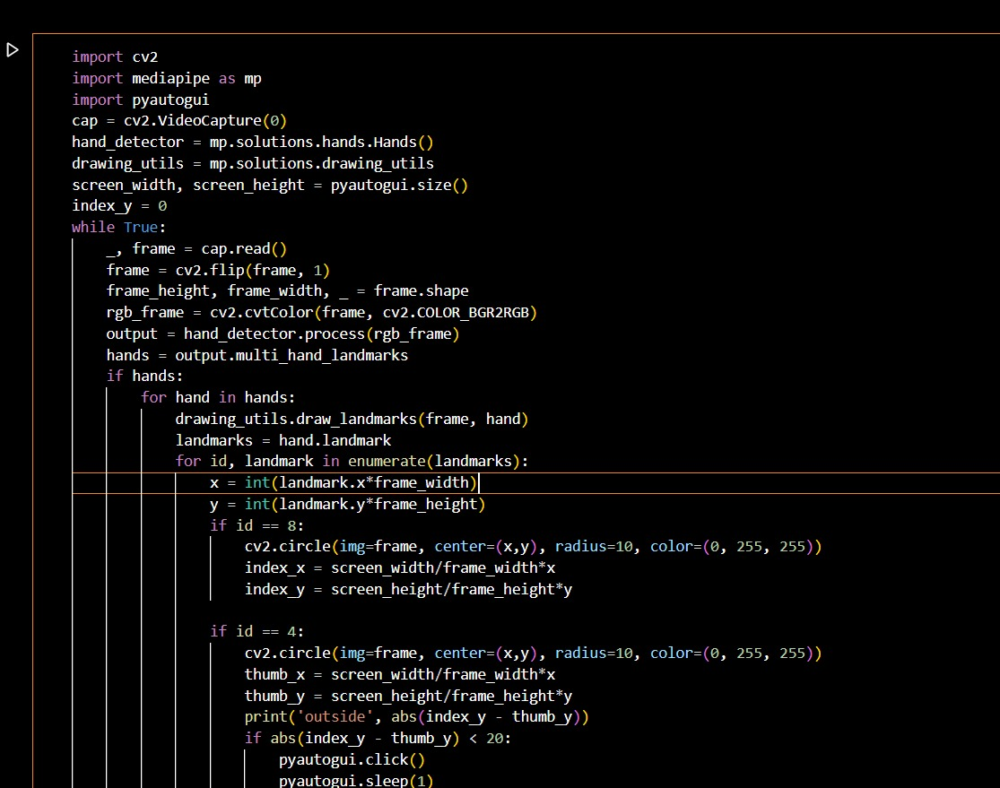 import cv2
import mediapipe as mp
import pyautogui
cap = cv2.VideoCapture(0)
hand_detector = mp.solutions.hands.Hands()
drawing_utils = mp.solutions.drawing_utils
screen_width, screen_height = pyautogui.size()
index_y = 0
while True:
    _, frame = cap.read()
    frame = cv2.flip(frame, 1)
    frame_height, frame_width, _ = frame.shape
    rgb_frame = cv2.cvtColor(frame, cv2.COLOR_BGR2RGB)
    output = hand_detector.process(rgb_frame)
    hands = output.multi_hand_landmarks
    if hands:
        for hand in hands:
            drawing_utils.draw_landmarks(frame, hand)
            landmarks = hand.landmark
            for id, landmark in enumerate(landmarks):
                x = int(landmark.x*frame_width)
                y = int(landmark.y*frame_height)
                if id == 8:
                    cv2.circle(img=frame, center=(x,y), radius=10, color=(0, 255, 255))
                    index_x = screen_width/frame_width*x
                    index_y = screen_height/frame_height*y

                if id == 4:
                    cv2.circle(img=frame, center=(x,y), radius=10, color=(0, 255, 255))
                    thumb_x = screen_width/frame_width*x
                    thumb_y = screen_height/frame_height*y
                    print('outside', abs(index_y - thumb_y))
                    if abs(index_y - thumb_y) < 20:
                        pyautogui.click()
                        pyautogui.sleep(1)